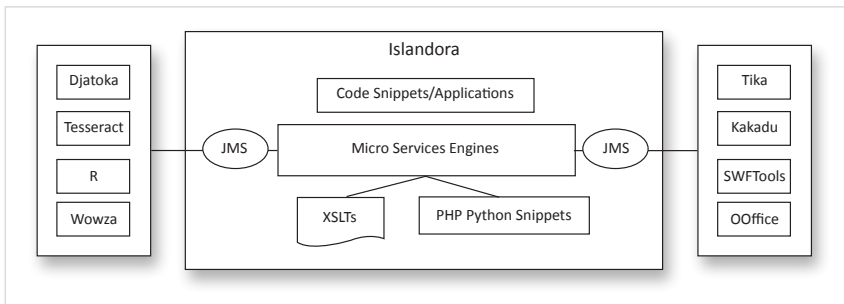 Islandora
Djatoka
Tesseract
R
Wowza
JMS
Code Snippets/Applications
Micro Services Engines
XSLTs
PHP Python Snippets
JMS
Tika
Kakadu
SWFTools
OOffice